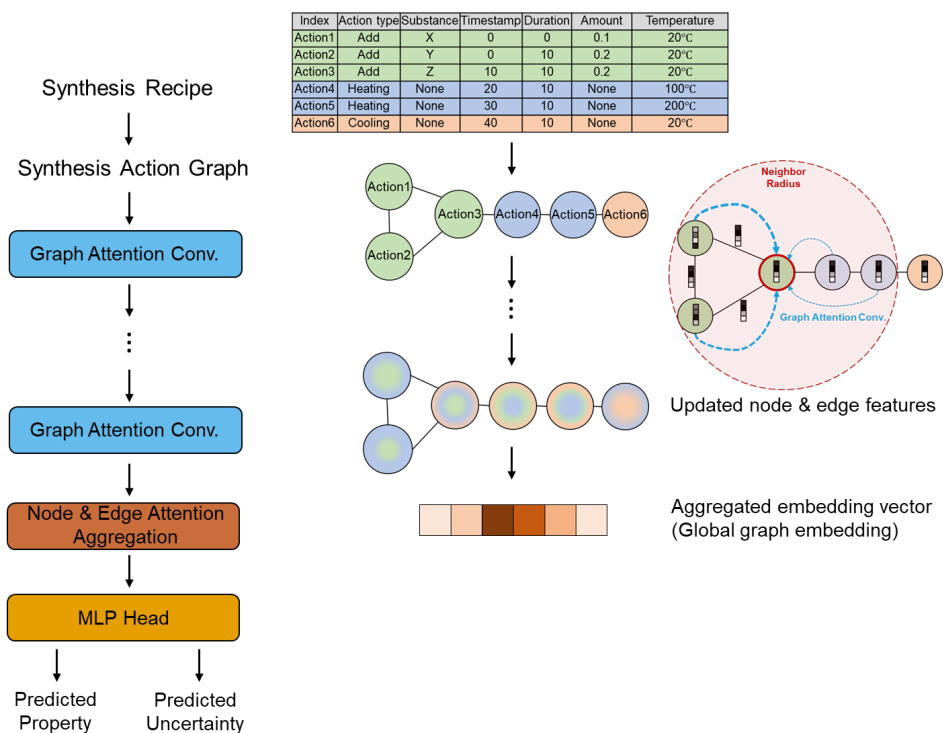 Index Action type Substance Timestamp Duration Amount Temperature
Action1 Add X 0 0 0.1 20℃
Action2 Add Y 0 10 0.2 20℃
Action3 Add Z 10 10 0.2 20℃
Action4 Heating None 20 10 None 100℃
Action5 Heating None 30 10 None 200℃
Action6 Cooling None 40 10 None 20℃
Synthesis Recipe
Synthesis Action Graph
Graph Attention Conv.
Graph Attention Conv.
Node & Edge Attention
Aggregation
MLP Head
Predicted
Property
Predicted
Uncertainty
Action1
Action2
Action3
Action4
Action5
Action6
Neighbor
Radius
Graph Attention Conv.
Updated node & edge features
Aggregated embedding vector
(Global graph embedding)